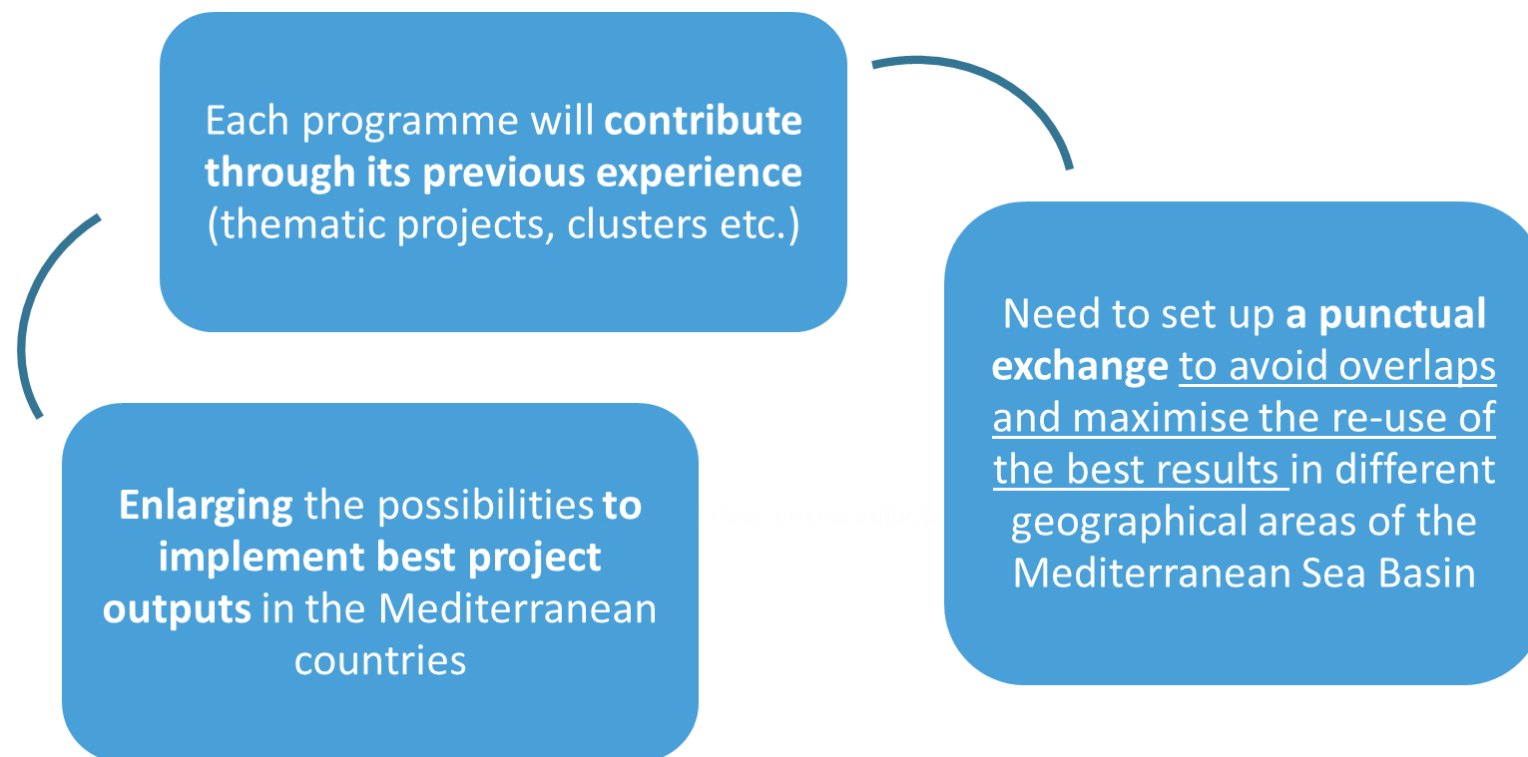 Each programme will contribute
through its previous experience
(thematic projects, clusters etc.)
Need to set up a punctual
exchange to avoid overlaps
and maximise the re-use of
the best results in different
geographical areas of the
Mediterranean Sea Basin
Enlarging the possibilities to
implement best project
outputs in the Mediterranean
countries